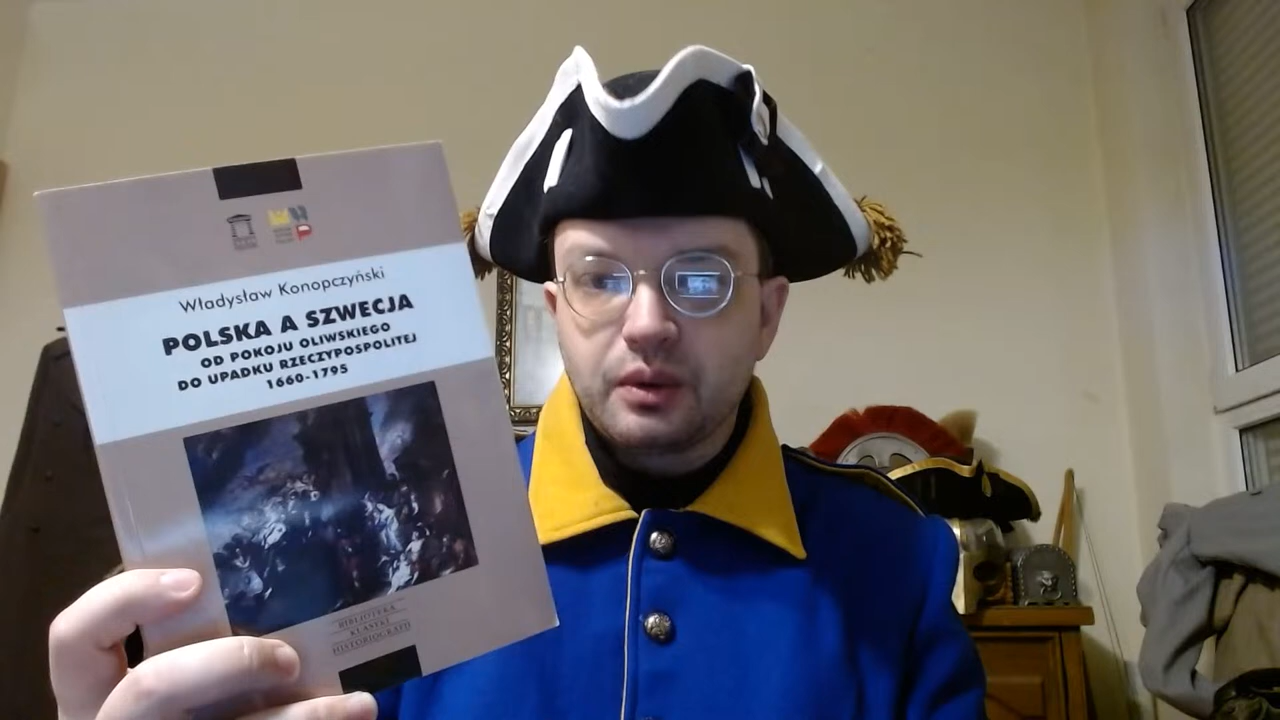 Władysław Konopczyński
POLSKA A SZWECJA
OD POKOJU OLIWSKIEGO
DO UPADKU RZECZYPOSPOLITEJ
1660-1795
BIBLIOTEKA
KLASYKI
HISTORIOGRAFII